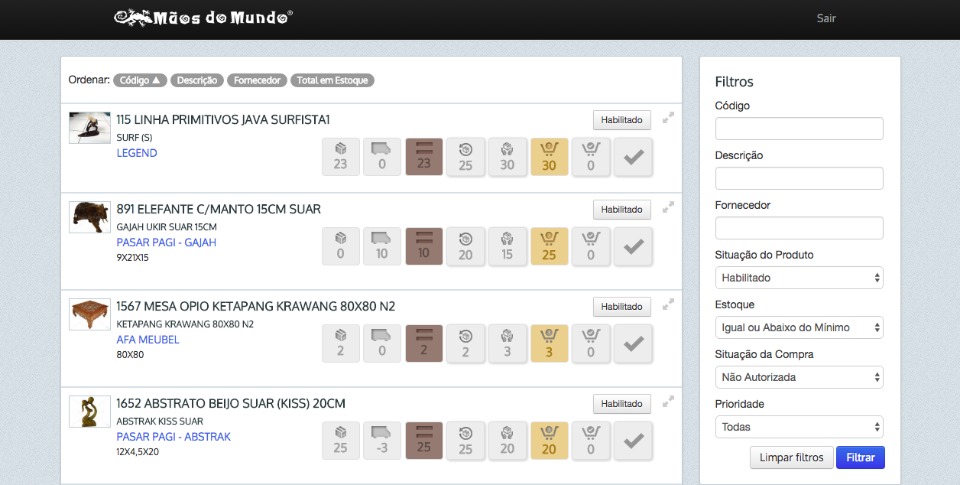 Mãos do Mundo®
Sair
Ordenar: Código ▲ Descrição Fornecedor Total em Estoque
115 LINHA PRIMITIVOS JAVA SURFISTA1
Habilitado
SURF (S)
LEGEND
23 0 23 25 30 30 0
891 ELEFANTE C/MANTO 15CM SUAR
Habilitado
GAJAH UKIR SUAR 15CM
PASAR PAGI - GAJAH
9X21X15
0 10 10 20 15 25 0
1567 MESA OPIO KETAPANG KRAWANG 80X80 N2
Habilitado
KETAPANG KRAWANG 80X80 N2
AFA MEUBEL
80X80
2 0 2 2 3 3 0
1652 ABSTRATO BEIJO SUAR (KISS) 20CM
Habilitado
ABSTRAK KISS SUAR
PASAR PAGI - ABSTRAK
12X4,5X20
25 -3 25 25 20 20 0
Filtros
Código
Descrição
Fornecedor
Situação do Produto
Habilitado
Estoque
Igual ou Abaixo do Mínimo
Situação da Compra
Não Autorizada
Prioridade
Todas
Limpar filtros Filtrar